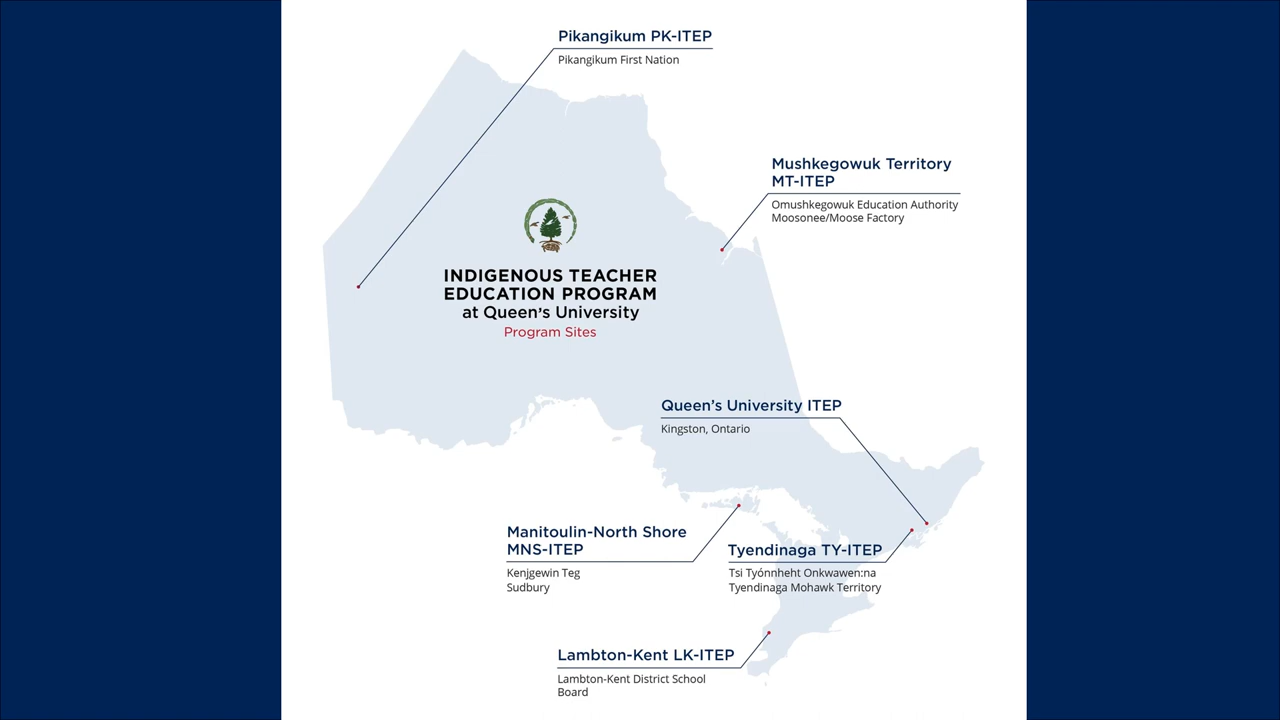 Pikangikum PK-ITEP
Pikangikum First Nation
Mushkegowuk Territory
MT-ITEP
Omushkegowuk Education Authority
Moosonee/Moose Factory
INDIGENOUS TEACHER
EDUCATION PROGRAM
at Queen's University
Program Sites
Queen's University ITEP
Kingston, Ontario
Manitoulin-North Shore
MNS-ITEP
Kenjgewin Teg
Sudbury
Tyendinaga TY-ITEP
Tsi Tyónnheht Onkwawen:na
Tyendinaga Mohawk Territory
Lambton-Kent LK-ITEP
Lambton-Kent District School
Board